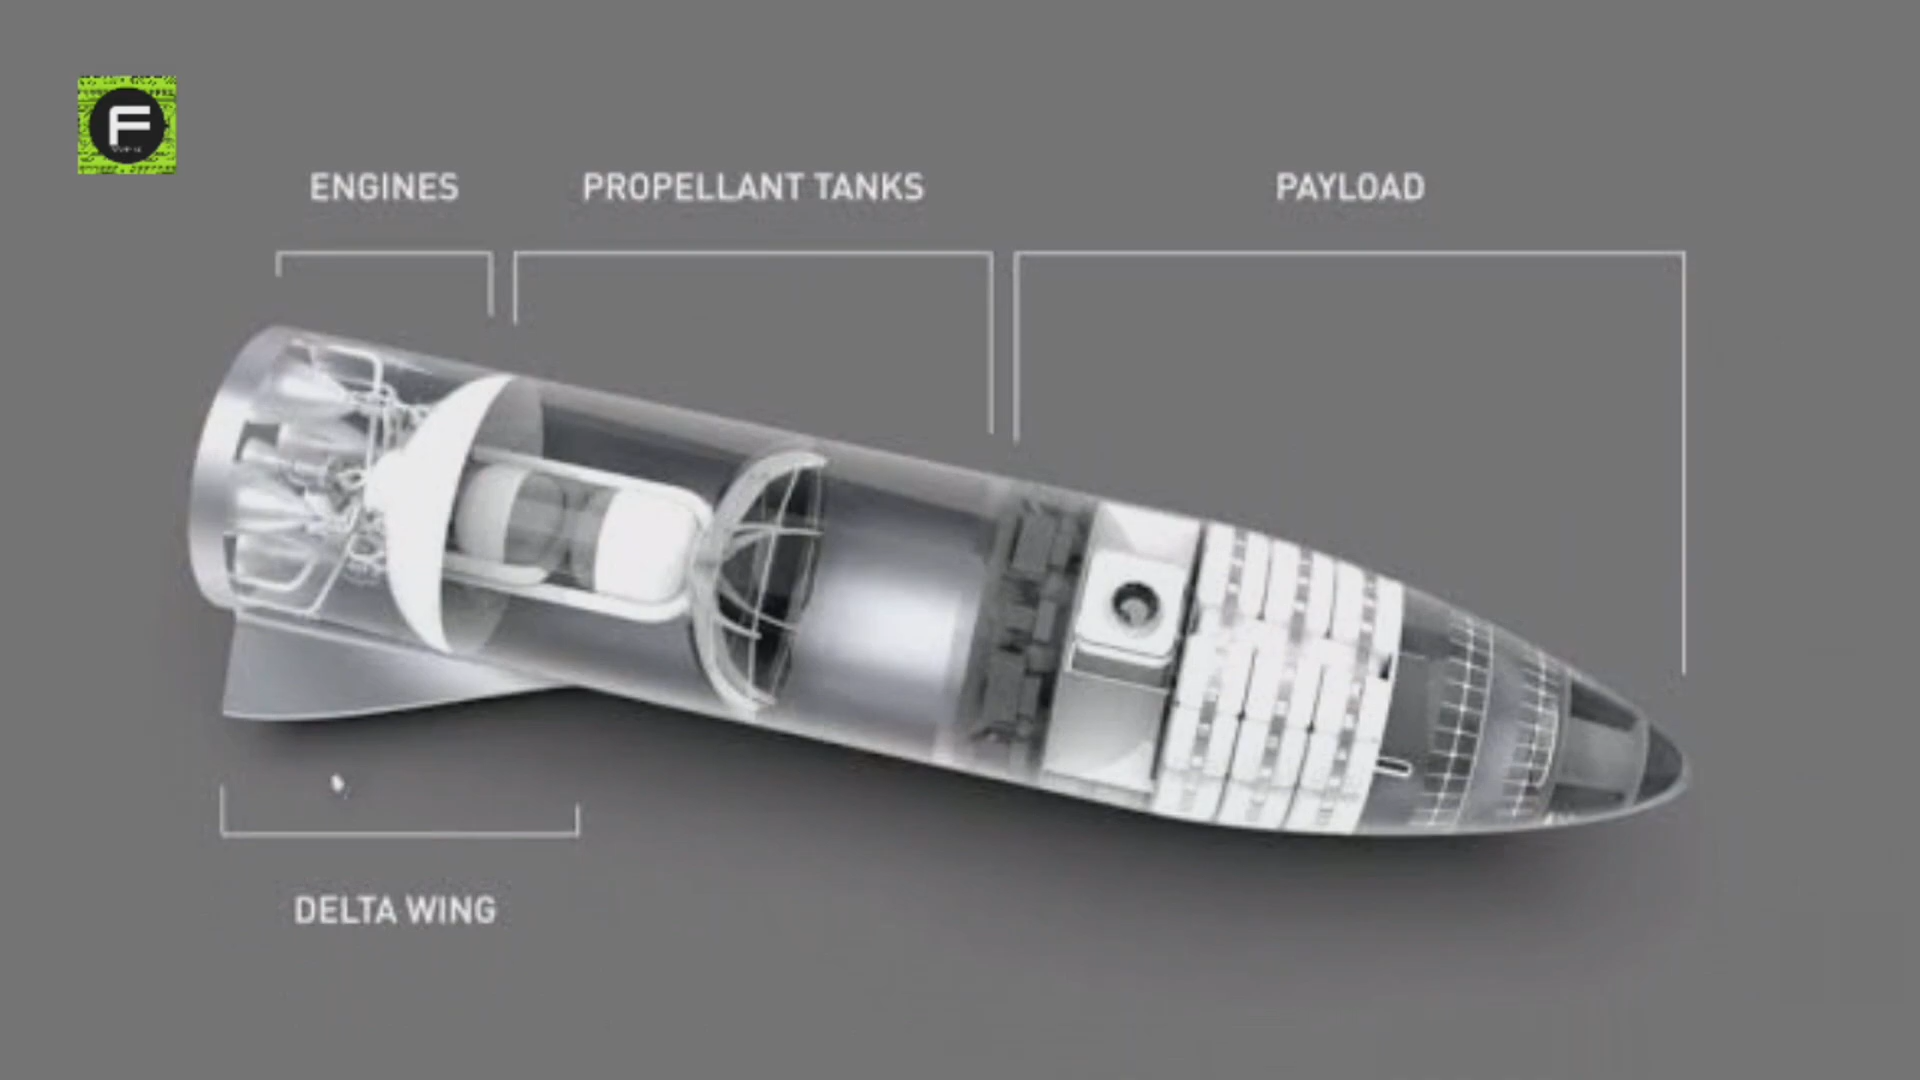 F
ENGINES
PROPELLANT TANKS
PAYLOAD
DELTA WING